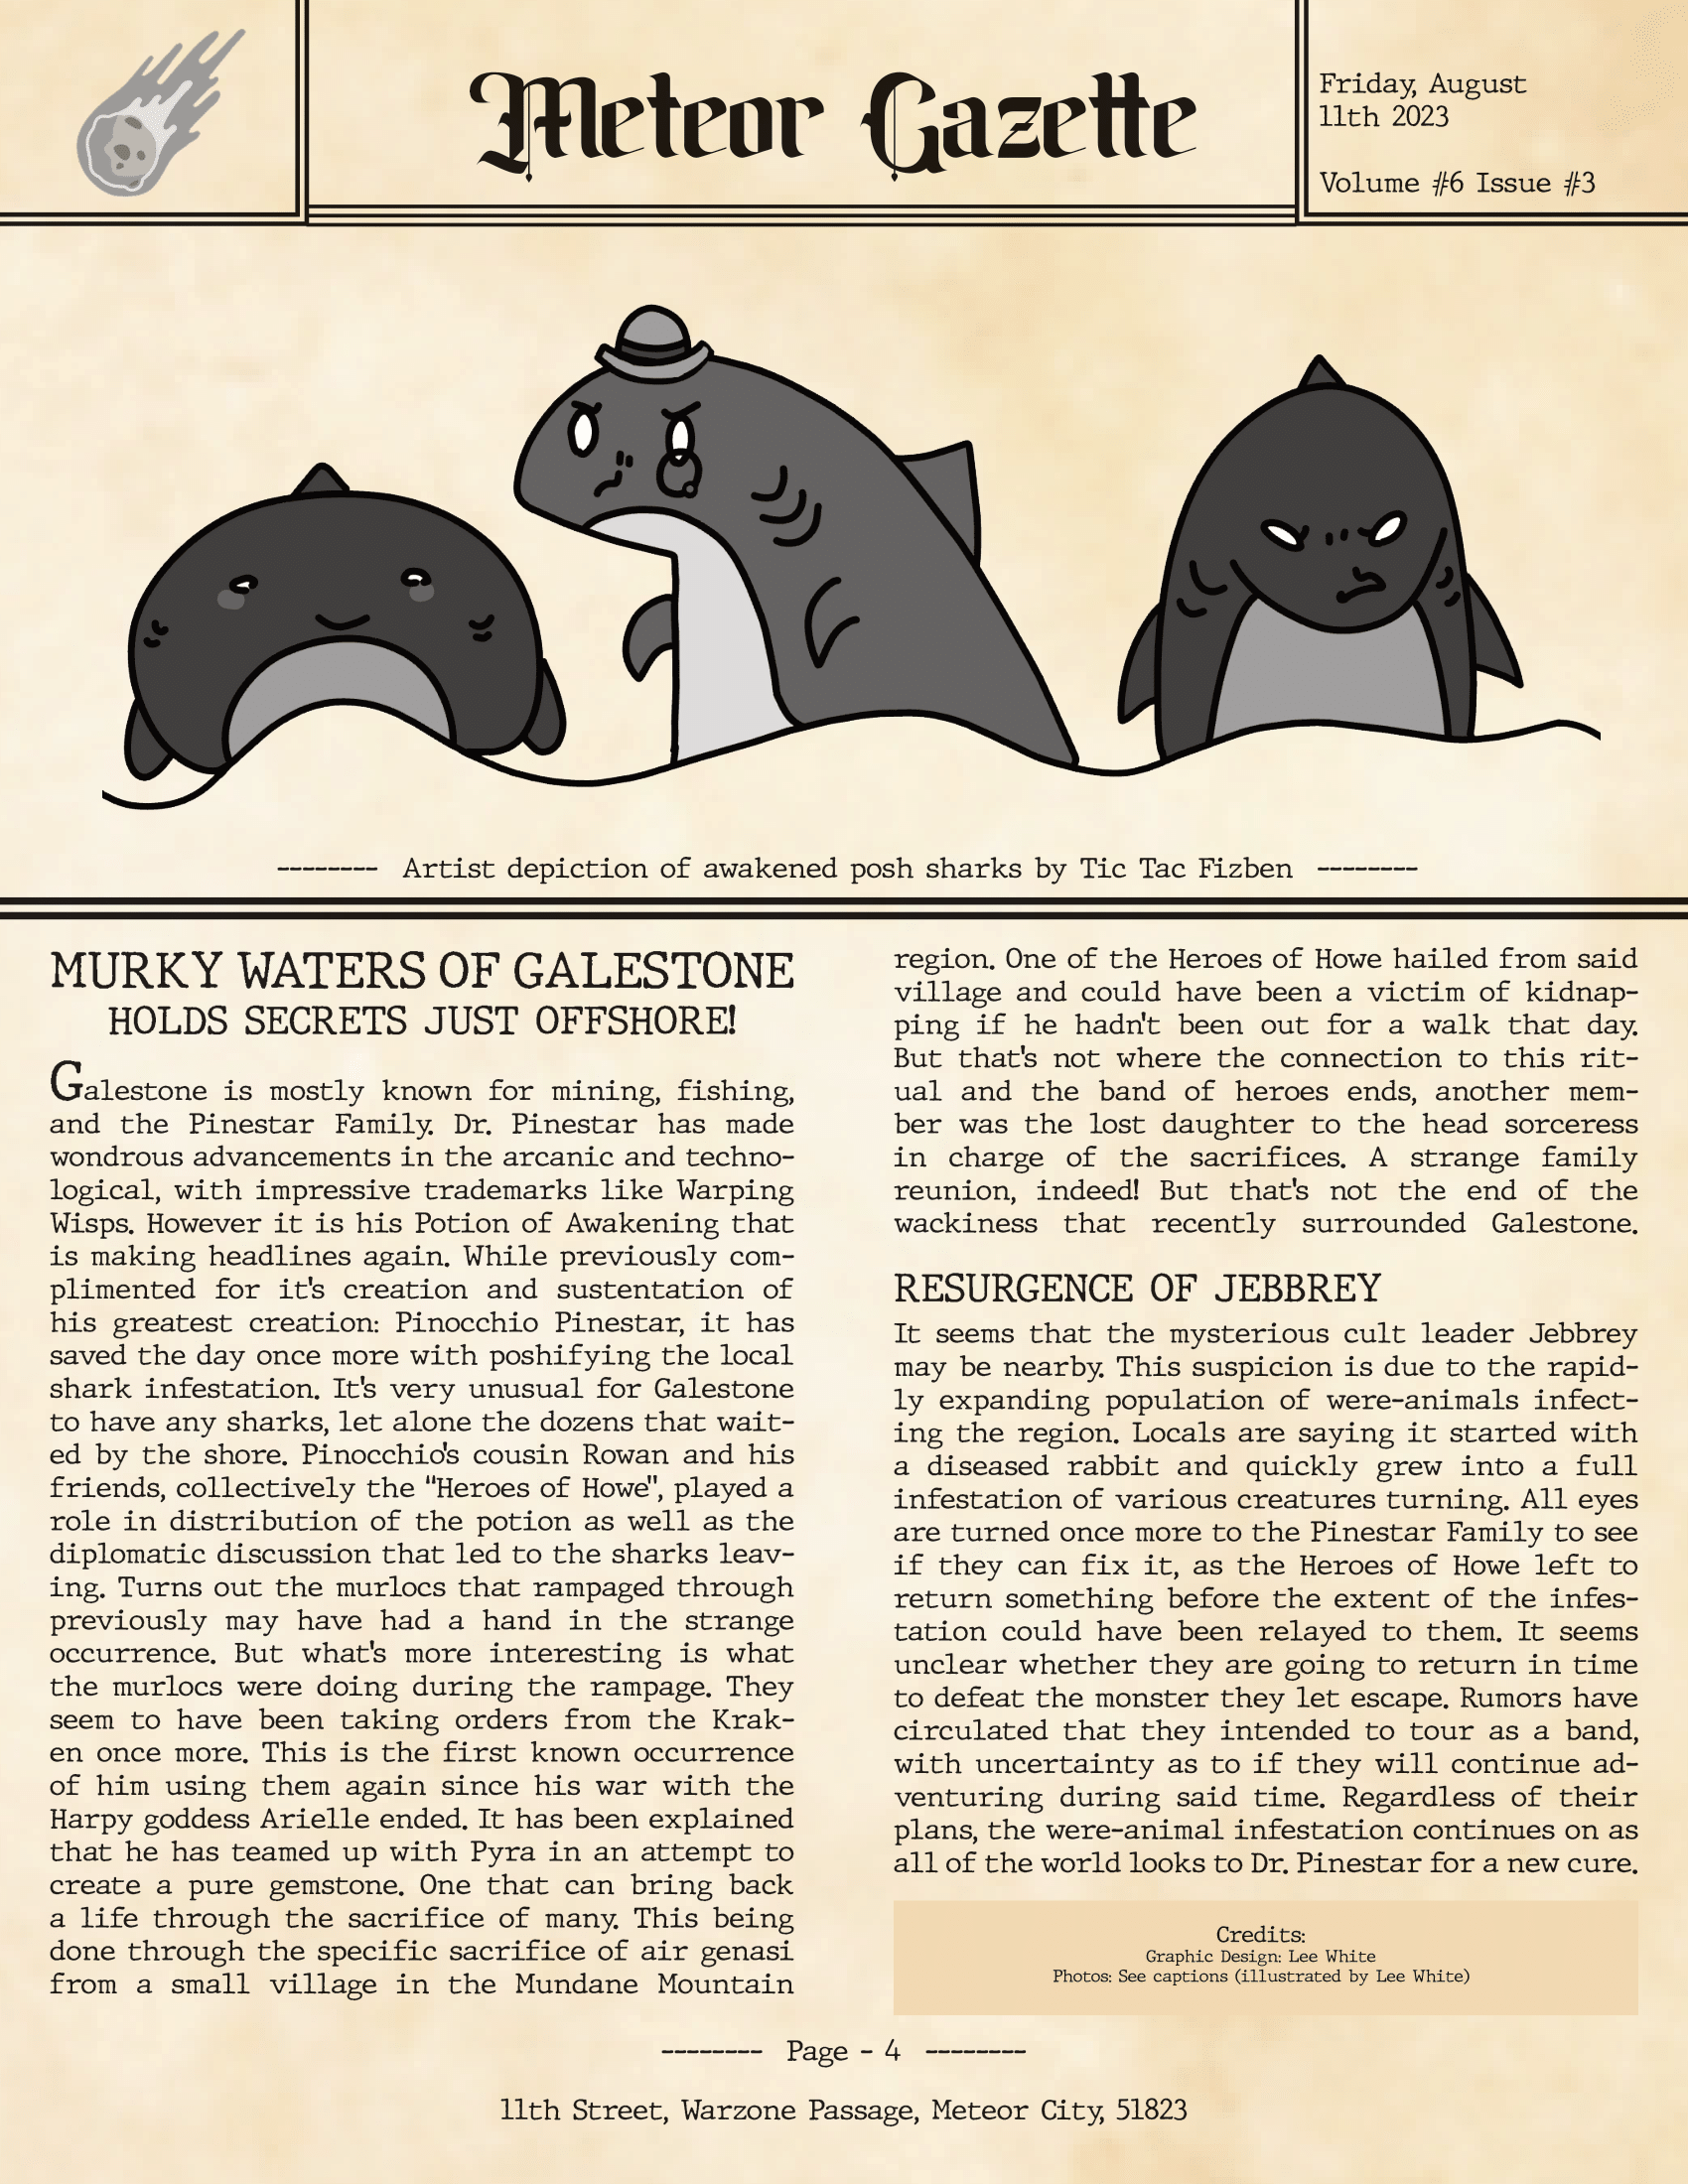 Meteor Gazette
Friday, August
11th 2023
Volume #6 Issue #3
-------- Artist depiction of awakened posh sharks by Tic Tac Fizben --------
MURKY WATERS OF GALESTONE
HOLDS SECRETS JUST OFFSHORE!
Galestone is mostly known for mining, fishing,
and the Pinestar Family. Dr. Pinestar has made
wondrous advancements in the arcanic and techno-
logical, with impressive trademarks like Warping
Wisps. However it is his Potion of Awakening that
is making headlines again. While previously com-
plimented for it's creation and sustentation of
his greatest creation: Pinocchio Pinestar, it has
saved the day once more with poshifying the local
shark infestation. It's very unusual for Galestone
to have any sharks, let alone the dozens that wait-
ed by the shore. Pinocchio's cousin Rowan and his
friends, collectively the "Heroes of Howe", played a
role in distribution of the potion as well as the
diplomatic discussion that led to the sharks leav-
ing. Turns out the murlocs that rampaged through
previously may have had a hand in the strange
occurrence. But what's more interesting is what
the murlocs were doing during the rampage. They
seem to have been taking orders from the Krak-
en once more. This is the first known occurrence
of him using them again since his war with the
Harpy goddess Arielle ended. It has been explained
that he has teamed up with Pyra in an attempt to
create a pure gemstone. One that can bring back
a life through the sacrifice of many. This being
done through the specific sacrifice of air genasi
from a small village in the Mundane Mountain
region. One of the Heroes of Howe hailed from said
village and could have been a victim of kidnap-
ping if he hadn't been out for a walk that day.
But that's not where the connection to this rit-
ual and the band of heroes ends, another mem-
ber was the lost daughter to the head sorceress
in charge of the sacrifices. A strange family
reunion, indeed! But that's not the end of the
wackiness that recently surrounded Galestone.
RESURGENCE OF JEBBREY
It seems that the mysterious cult leader Jebbrey
may be nearby. This suspicion is due to the rapid-
ly expanding population of were-animals infect-
ing the region. Locals are saying it started with
a diseased rabbit and quickly grew into a full
infestation of various creatures turning. All eyes
are turned once more to the Pinestar Family to see
if they can fix it, as the Heroes of Howe left to
return something before the extent of the infes-
tation could have been relayed to them. It seems
unclear whether they are going to return in time
to defeat the monster they let escape. Rumors have
circulated that they intended to tour as a band,
with uncertainty as to if they will continue ad-
venturing during said time. Regardless of their
plans, the were-animal infestation continues on as
all of the world looks to Dr. Pinestar for a new cure.
Credits:
Graphic Design: Lee White
Photos: See captions (illustrated by Lee White)
-------- Page - 4 --------
11th Street, Warzone Passage, Meteor City, 51823